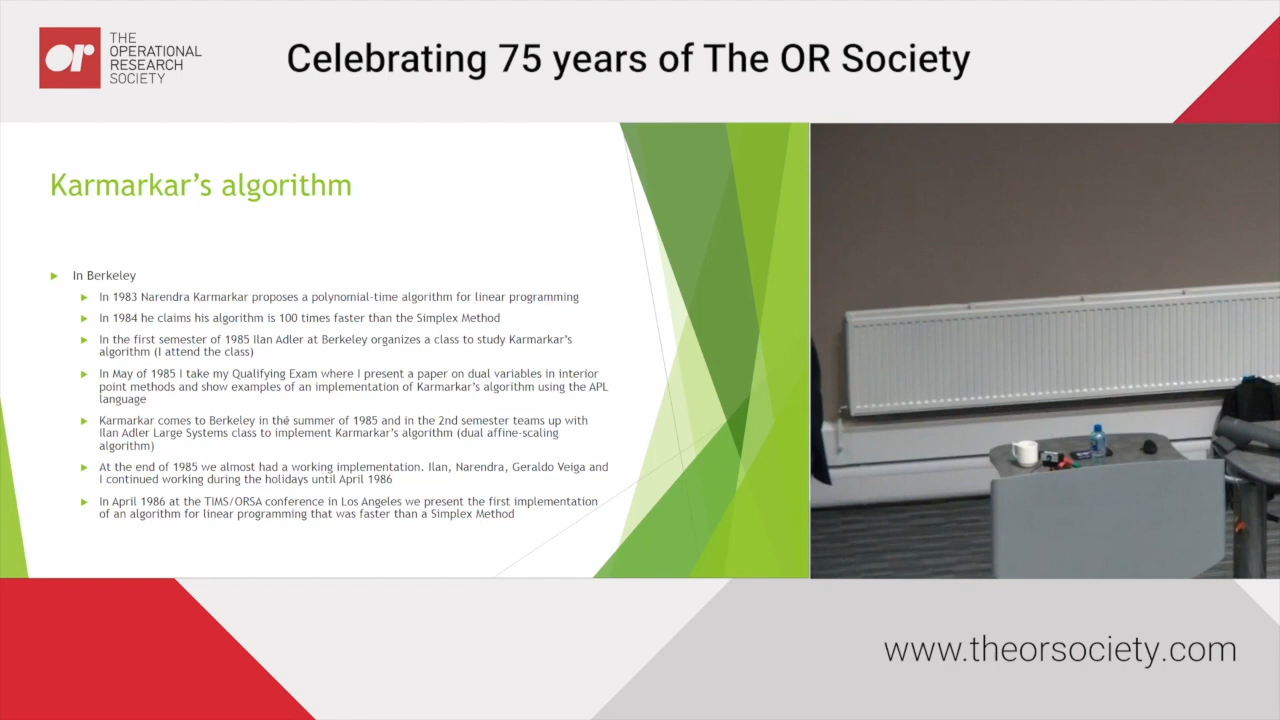 or
THE
OPERATIONAL
RESEARCH
SOCIETY
Celebrating 75 years of The OR Society
Karmarkar's algorithm
In Berkeley
In 1983 Narendra Karmarkar proposes a polynomial-time algorithm for linear programming
In 1984 he claims his algorithm is 100 times faster than the Simplex Method
In the first semester of 1985 Ilan Adler at Berkeley organizes a class to study Karmarkar's
algorithm (I attend the class)
In May of 1985 I take my Qualifying Exam where I present a paper on dual variables in interior
point methods and show examples of an implementation of Karmarkar's algorithm using the APL
language
Karmarkar comes to Berkeley in the summer of 1985 and in the 2nd semester teams up with
Ilan Adler Large Systems class to implement Karmarkar's algorithm (dual affine-scaling
algorithm)
At the end of 1985 we almost had a working implementation. Ilan, Narendra, Geraldo Veiga and
I continued working during the holidays until April 1986
In April 1986 at the TIMS/ORSA conference in Los Angeles we present the first implementation
of an algorithm for linear programming that was faster than a Simplex Method
www.theorsociety.com